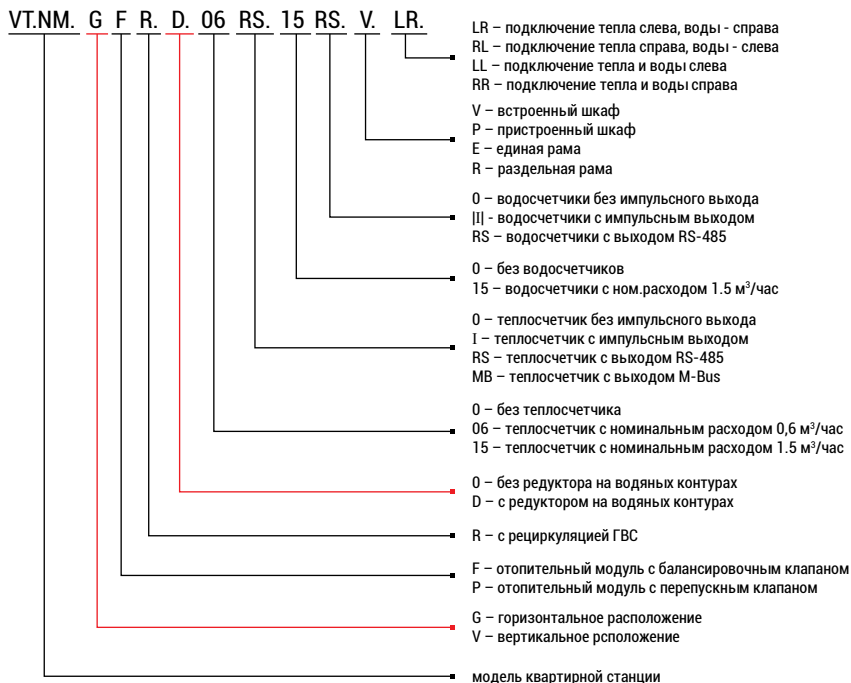 VT.NM. G F R. D. 06 RS. 15 RS. V. LR.
LR – подключение тепла слева, воды - справа
RL – подключение тепла справа, воды - слева
LL – подключение тепла и воды слева
RR – подключение тепла и воды справа
V – встроенный шкаф
P – пристроенный шкаф
E – единая рама
R – раздельная рама
0 – водосчетчики без импульсного выхода
|I| - водосчетчики с импульсным выходом
RS – водосчетчики с выходом RS-485
0 – без водосчетчиков
15 – водосчетчики с ном.расходом 1.5 м³/час
0 – теплосчетчик без импульсного выхода
I – теплосчетчик с импульсным выходом
RS – теплосчетчик с выходом RS-485
MB – теплосчетчик с выходом M-Bus
0 – без теплосчетчика
06 – теплосчетчик с номинальным расходом 0,6 м³/час
15 – теплосчетчик с номинальным расходом 1.5 м³/час
0 – без редуктора на водяных контурах
D – с редуктором на водяных контурах
R – с рециркуляцией ГВС
F – отопительный модуль с балансировочным клапаном
P – отопительный модуль с перепускным клапаном
G – горизонтальное расположение
V – вертикальное рсположение
модель квартирной станции